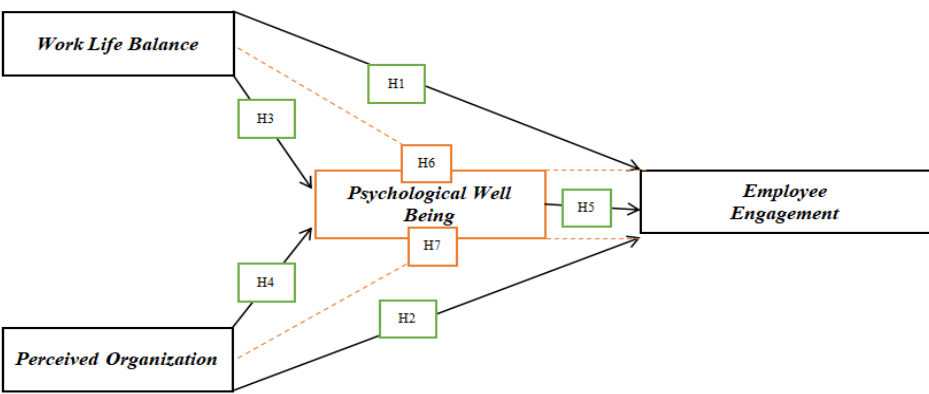 Work Life Balance
H1
H3
H6
Psychological Well
Being
H5
Employee
Engagement
H7
H4
H2
Perceived Organization